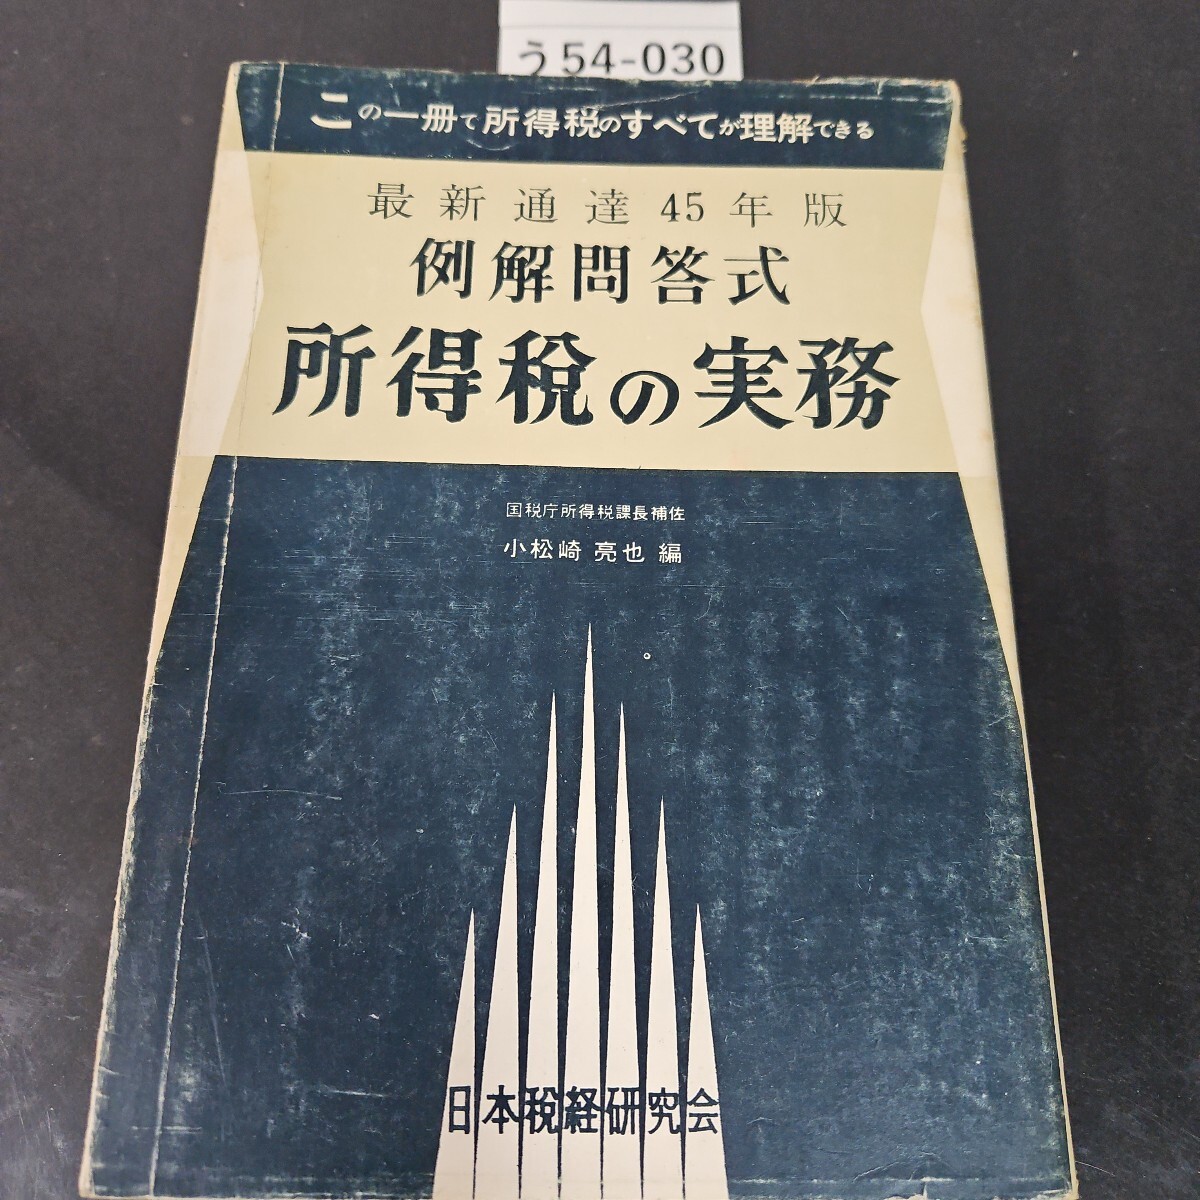 う54-030
この一冊で所得税のすべてが理解できる
最新通達45年版
例解問答式
所得税の実務
国税庁所得税課長補佐
小松崎 亮也 編
日本税経研究会